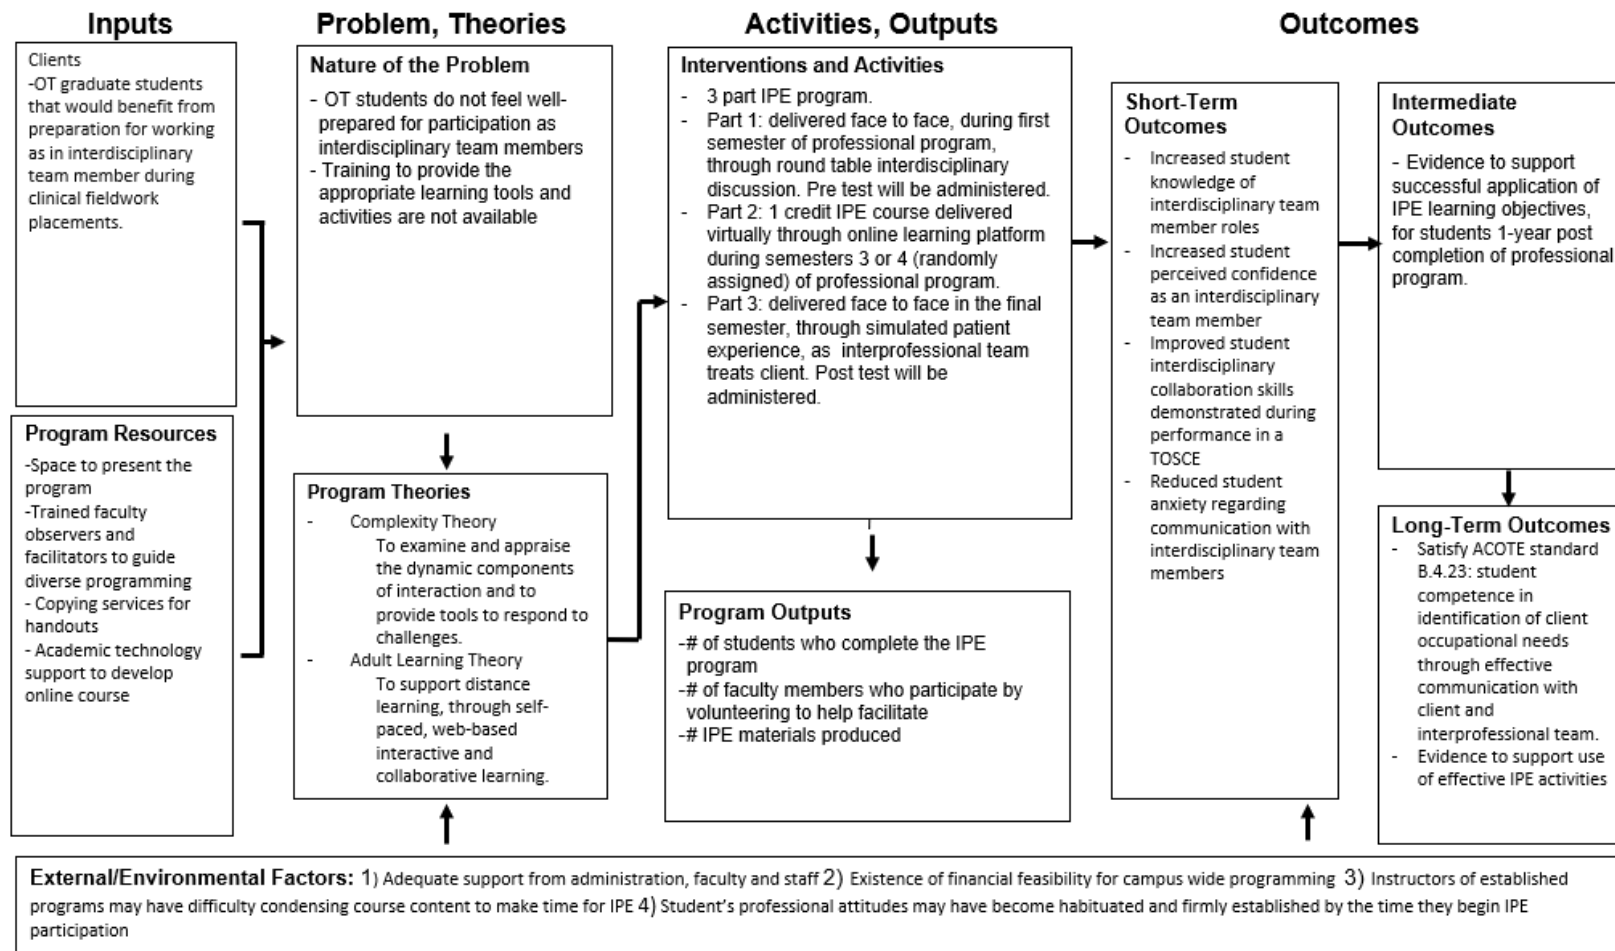 Inputs
Clients
-OT graduate students
that would benefit from
preparation for working
as in interdisciplinary
team member during
clinical fieldwork
placements.
Program Resources
-Space to present the
program
-Trained faculty
observers and
facilitators to guide
diverse programming
- Copying services for
handouts
- Academic technology
support to develop
online course
Problem, Theories
Nature of the Problem
- OT students do not feel well-
prepared for participation as
interdisciplinary team members
- Training to provide the
appropriate learning tools and
activities are not available
Program Theories
- Complexity Theory
To examine and appraise
the dynamic components
of interaction and to
provide tools to respond to
challenges.
- Adult Learning Theory
To support distance
learning, through self-
paced, web-based
interactive and
collaborative learning.
Activities, Outputs
Interventions and Activities
- 3 part IPE program.
- Part 1: delivered face to face, during first
semester of professional program,
through round table interdisciplinary
discussion. Pre test will be administered.
- Part 2: 1 credit IPE course delivered
virtually through online learning platform
during semesters 3 or 4 (randomly
assigned) of professional program.
- Part 3: delivered face to face in the final
semester, through simulated patient
experience, as interprofessional team
treats client. Post test will be
administered.
Program Outputs
-# of students who complete the IPE
program
-# of faculty members who participate by
volunteering to help facilitate
-# IPE materials produced
Outcomes
Short-Term
Outcomes
- Increased student
knowledge of
interdisciplinary team
member roles
- Increased student
perceived confidence
as an interdisciplinary
team member
- Improved student
interdisciplinary
collaboration skills
demonstrated during
performance in a
TOSCE
- Reduced student
anxiety regarding
communication with
interdisciplinary team
members
Intermediate
Outcomes
- Evidence to support
successful application of
IPE learning objectives,
for students 1-year post
completion of professional
program.
Long-Term Outcomes
- Satisfy ACOTE standard
B.4.23: student
competence in
identification of client
occupational needs
through effective
communication with
client and
interprofessional team.
- Evidence to support use
of effective IPE activities
External/Environmental Factors: 1) Adequate support from administration, faculty and staff 2) Existence of financial feasibility for campus wide programming 3) Instructors of established
programs may have difficulty condensing course content to make time for IPE 4) Student's professional attitudes may have become habituated and firmly established by the time they begin IPE
participation